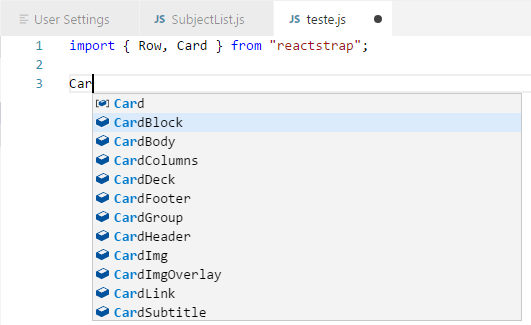 User Settings JS SubjectList.js JS teste.js
1 import { Row, Card } from "reactstrap";
2
3 Car
Card
CardBlock
CardBody
CardColumns
CardDeck
CardFooter
CardGroup
CardHeader
CardImg
CardImgOverlay
CardLink
CardSubtitle